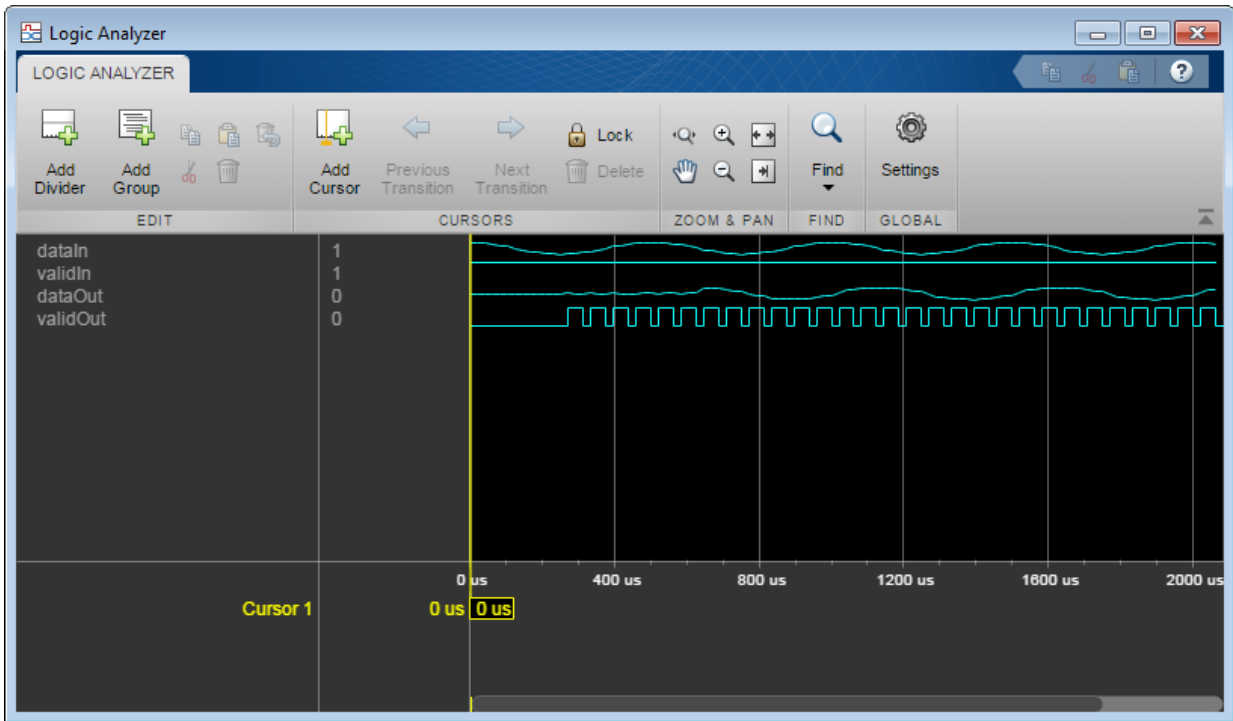 Logic Analyzer
LOGIC ANALYZER
?
Add Divider
Add Group
Add Cursor
Previous Transition
Next Transition
Lock
Delete
Find
Settings
EDIT
CURSORS
ZOOM & PAN
FIND
GLOBAL
dataIn 1
validIn 1
dataOut 0
validOut 0
0 us 400 us 800 us 1200 us 1600 us 2000 us
Cursor 1 0 us 0 us